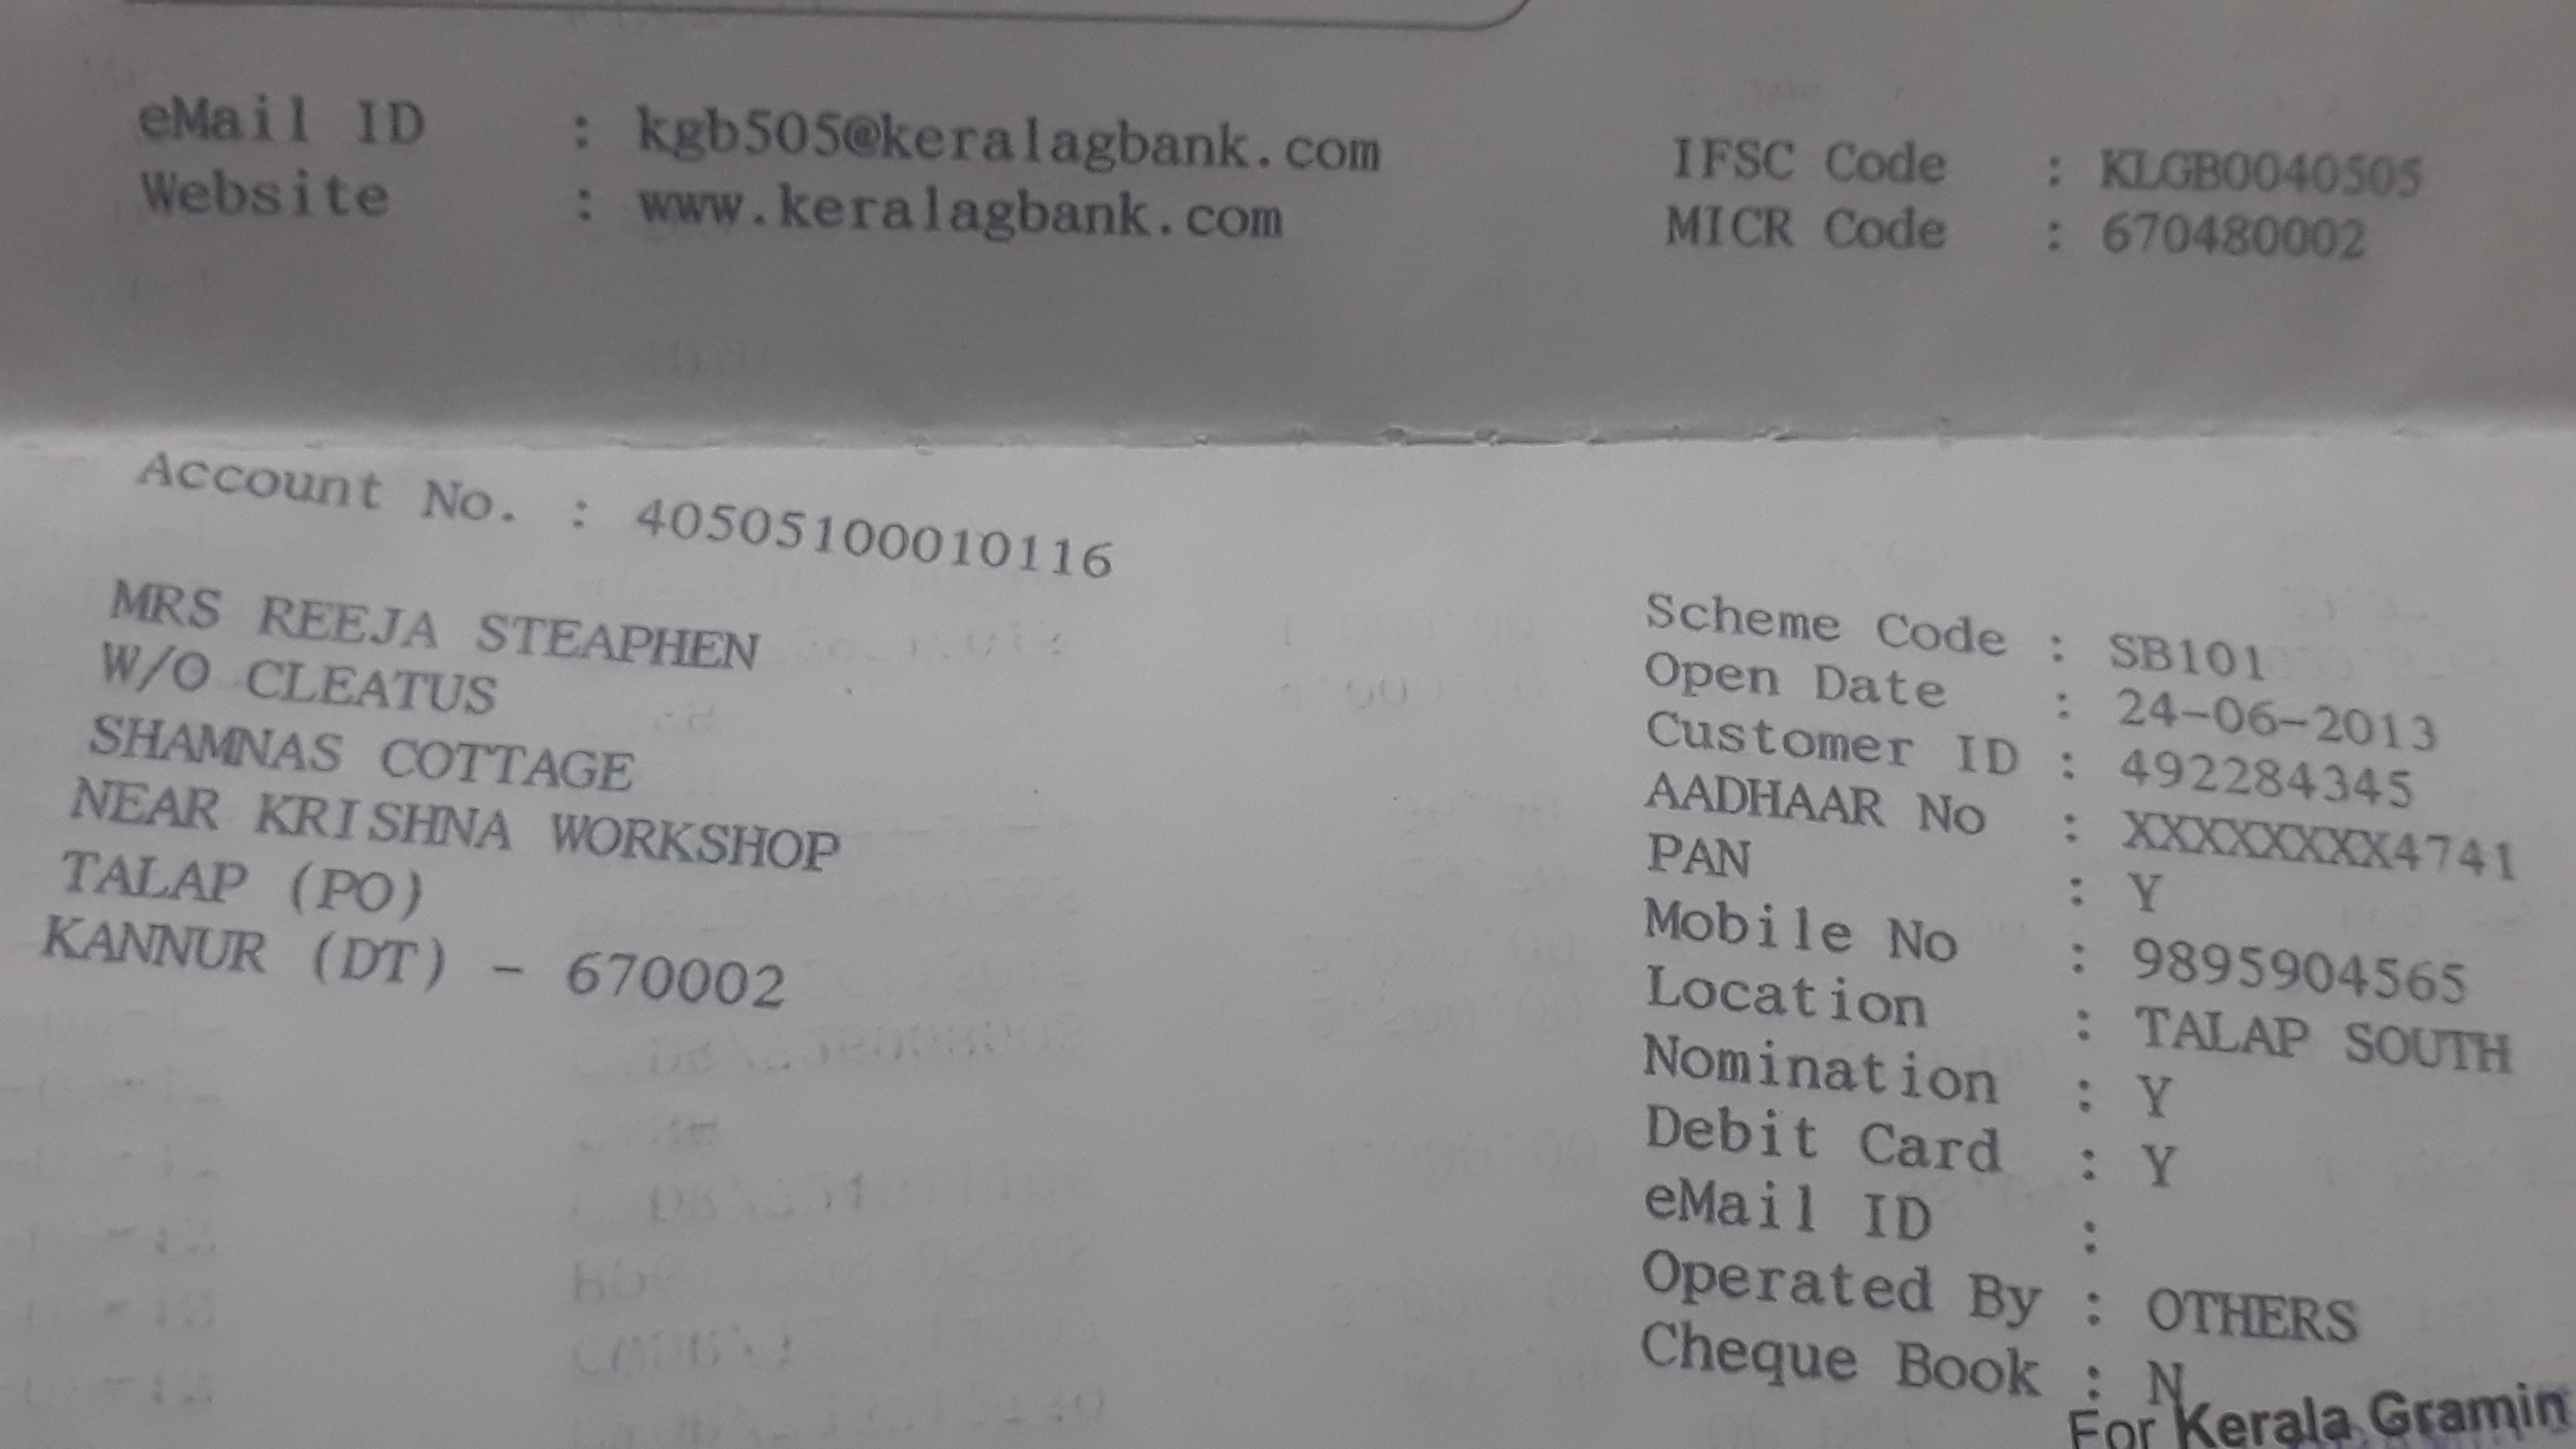 eMail ID : kgb505@keralagbank.com
Website : www.keralagbank.com
IFSC Code : KLGB0040505
MICR Code : 670480002
Account No. : 40505100010116
MRS REEJA STEAPHEN
W/O CLEATUS
SHAMNAS COTTAGE
NEAR KRISHNA WORKSHOP
TALAP (PO)
KANNUR (DT) - 670002
Scheme Code : SB101
Open Date : 24-06-2013
Customer ID : 492284345
AADHAAR No : XXXXXXXX4741
PAN : Y
Mobile No : 9895904565
Location : TALAP SOUTH
Nomination : Y
Debit Card : Y
eMail ID :
Operated By : OTHERS
Cheque Book : N
For Kerala Gramin